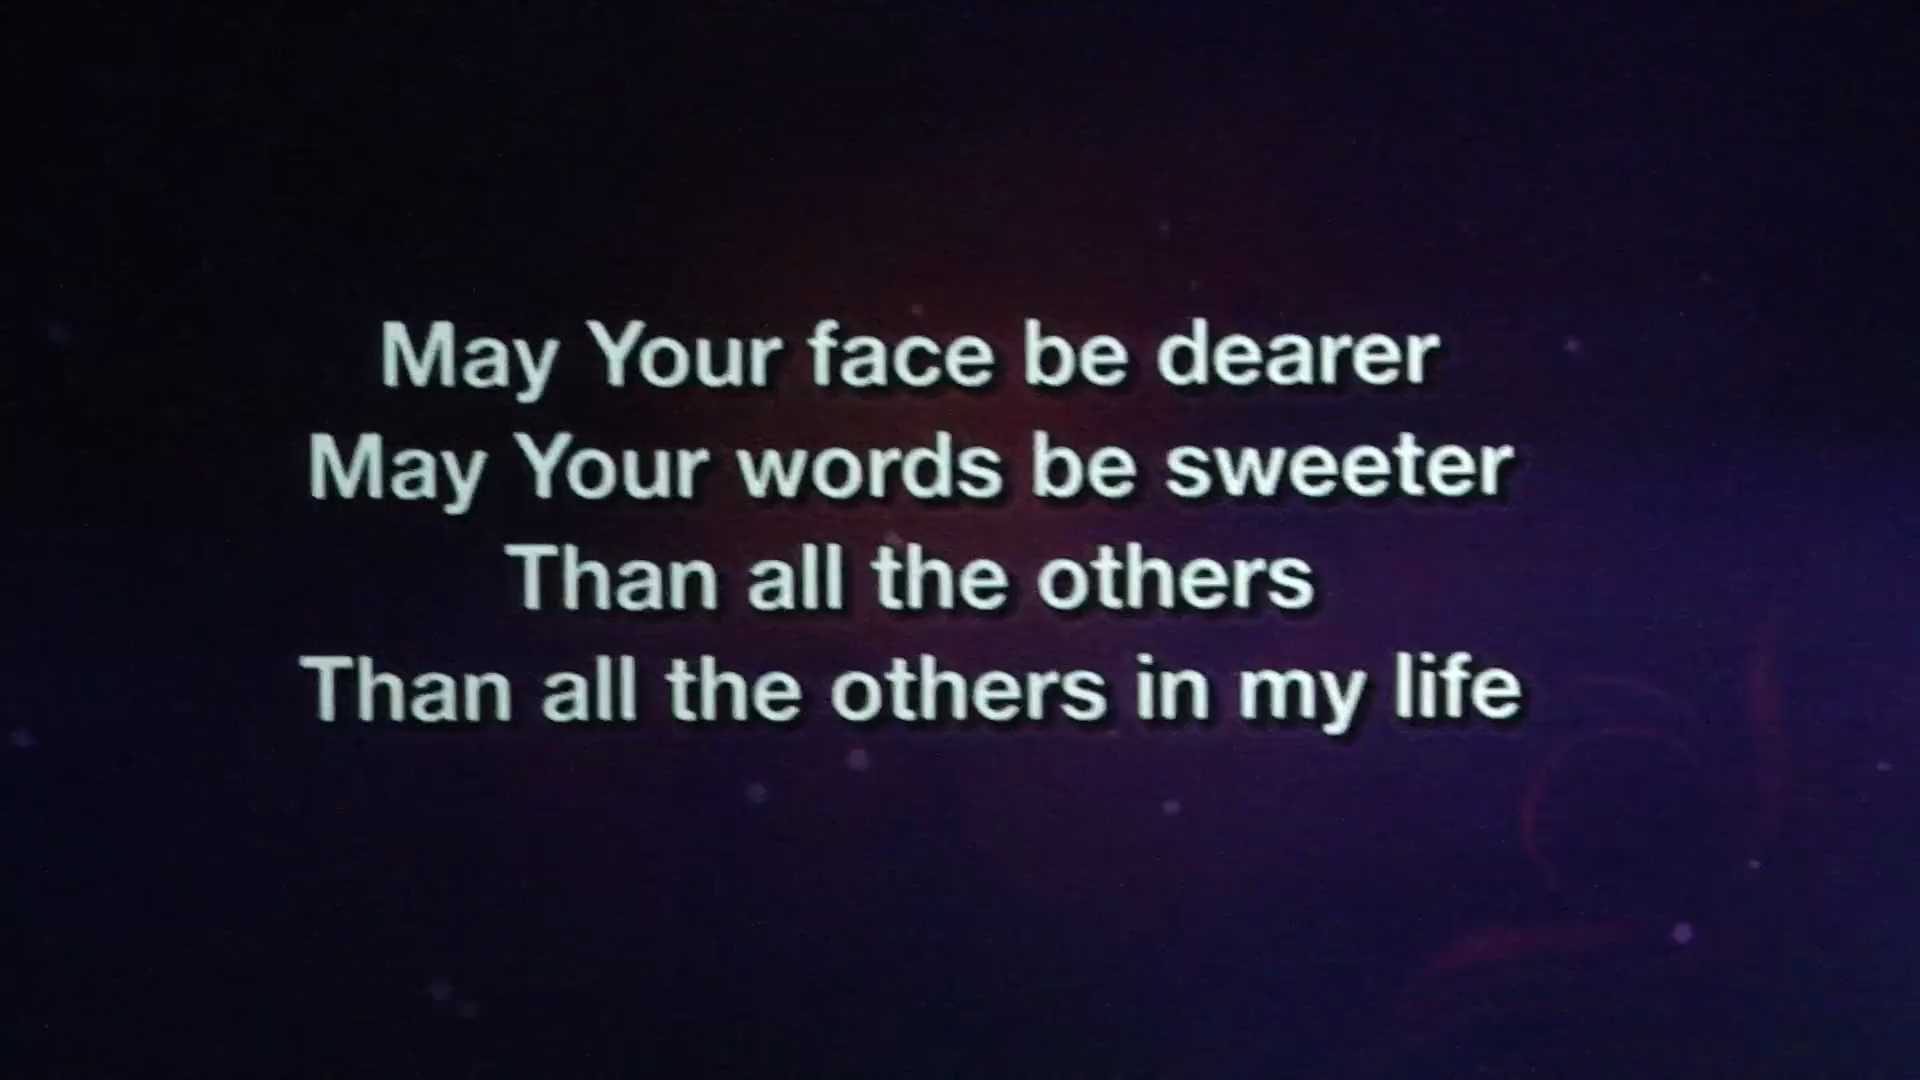 May Your face be dearer
May Your words be sweeter
Than all the others
Than all the others in my life